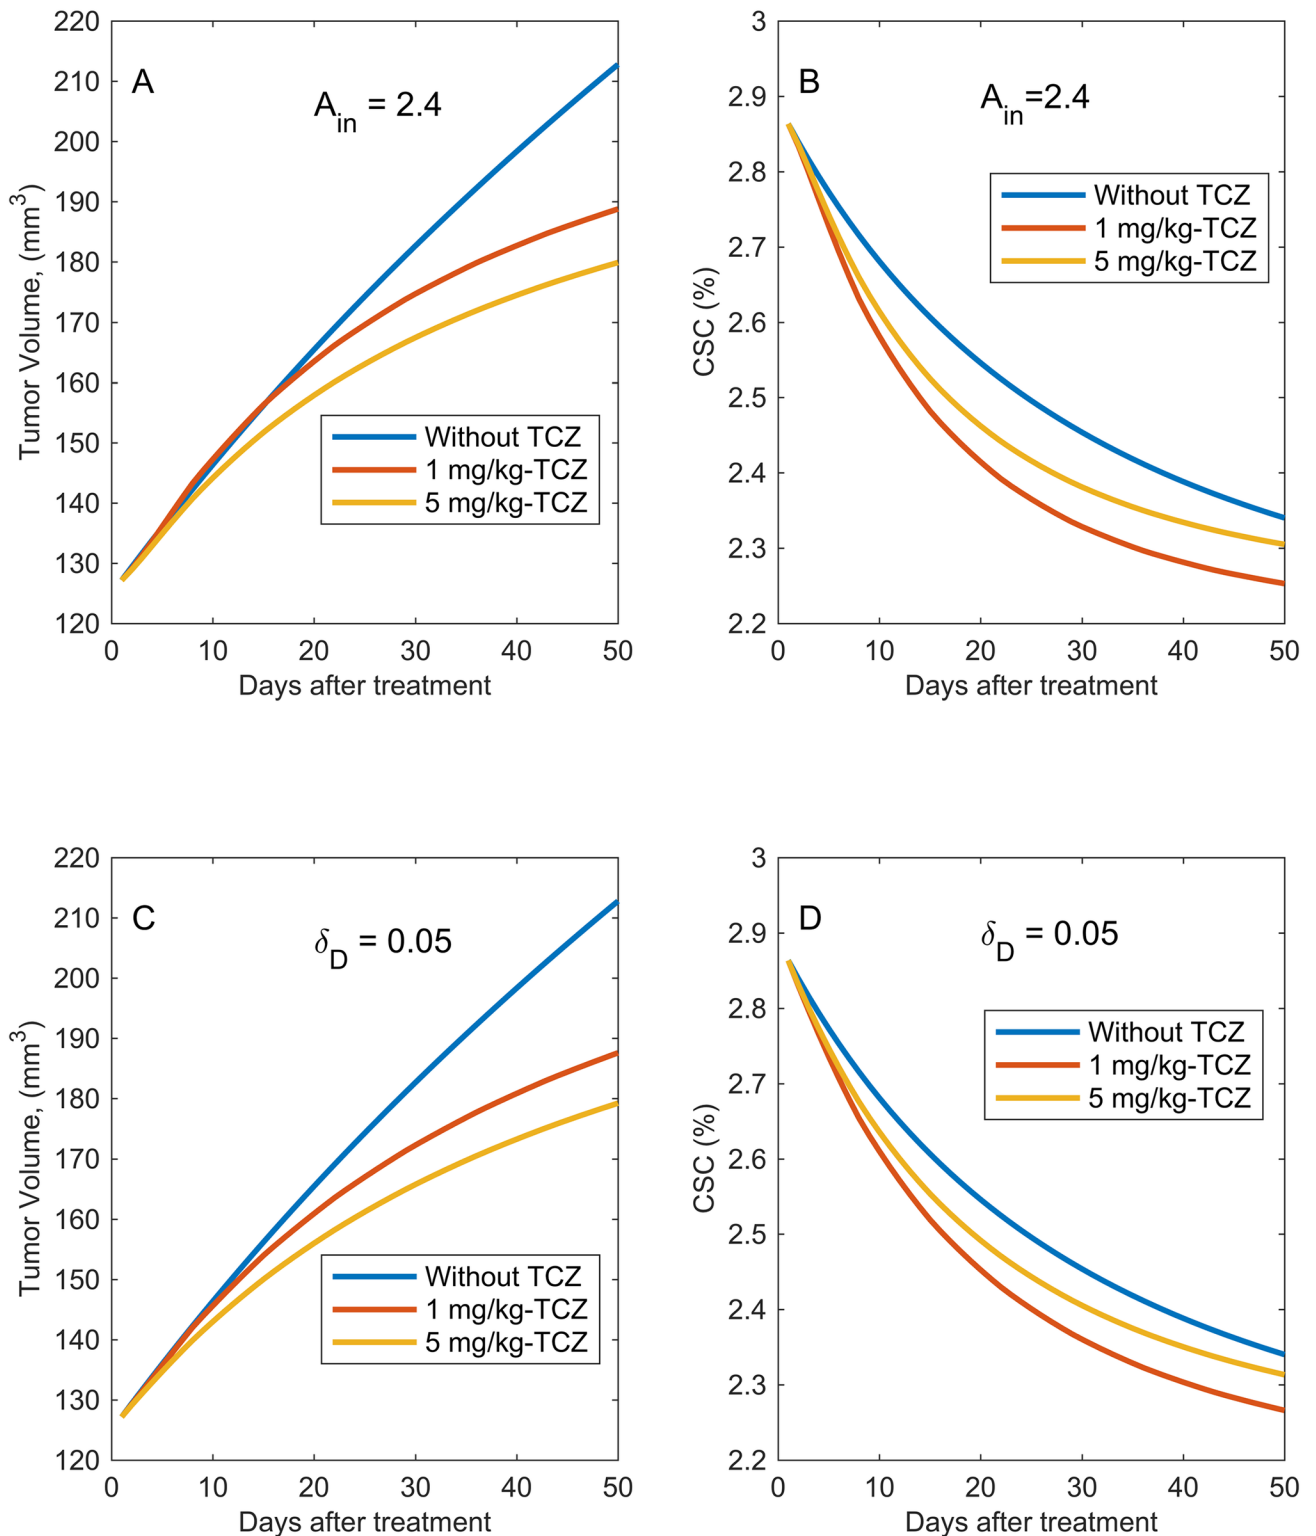 A
A_in = 2.4
Tumor Volume, (mm³)
220
210
200
190
180
170
160
150
140
130
120
Without TCZ
1 mg/kg-TCZ
5 mg/kg-TCZ
0 10 20 30 40 50
Days after treatment
B
A_in=2.4
CSC (%)
3
2.9
2.8
2.7
2.6
2.5
2.4
2.3
2.2
Without TCZ
1 mg/kg-TCZ
5 mg/kg-TCZ
0 10 20 30 40 50
Days after treatment
C
δ_D = 0.05
Tumor Volume, (mm³)
220
210
200
190
180
170
160
150
140
130
120
Without TCZ
1 mg/kg-TCZ
5 mg/kg-TCZ
0 10 20 30 40 50
Days after treatment
D
δ_D = 0.05
CSC (%)
3
2.9
2.8
2.7
2.6
2.5
2.4
2.3
2.2
Without TCZ
1 mg/kg-TCZ
5 mg/kg-TCZ
0 10 20 30 40 50
Days after treatment